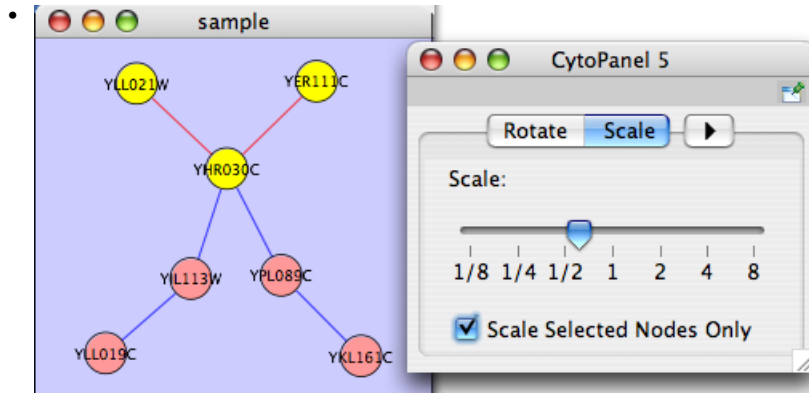 sample
YLL021W
YER111C
YHR030C
YIL113W
YPL089C
YLL019C
YKL161C
CytoPanel 5
Rotate Scale
Scale:
1/8 1/4 1/2 1 2 4 8
Scale Selected Nodes Only